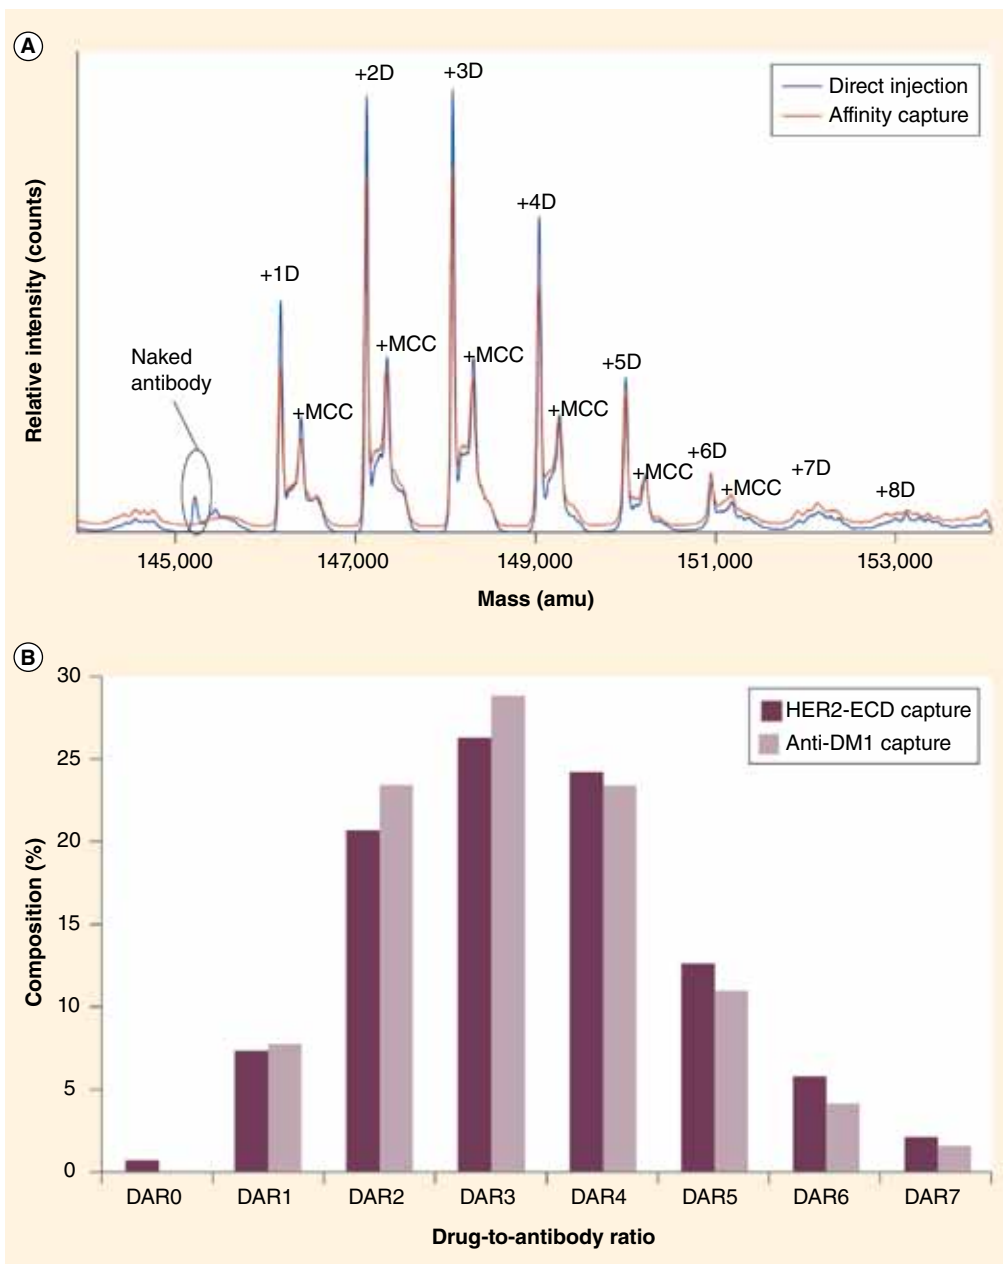 A
+2D
+3D
Direct injection
Affinity capture
+4D
+1D
+MCC
+MCC
Naked
antibody
+5D
+MCC
+MCC
+6D
+MCC
+7D
+MCC
+8D
Relative intensity (counts)
145,000
147,000
149,000
151,000
153,000
Mass (amu)
B
30
HER2-ECD capture
Anti-DM1 capture
25
20
15
10
5
0
Composition (%)
DAR0
DAR1
DAR2
DAR3
DAR4
DAR5
DAR6
DAR7
Drug-to-antibody ratio